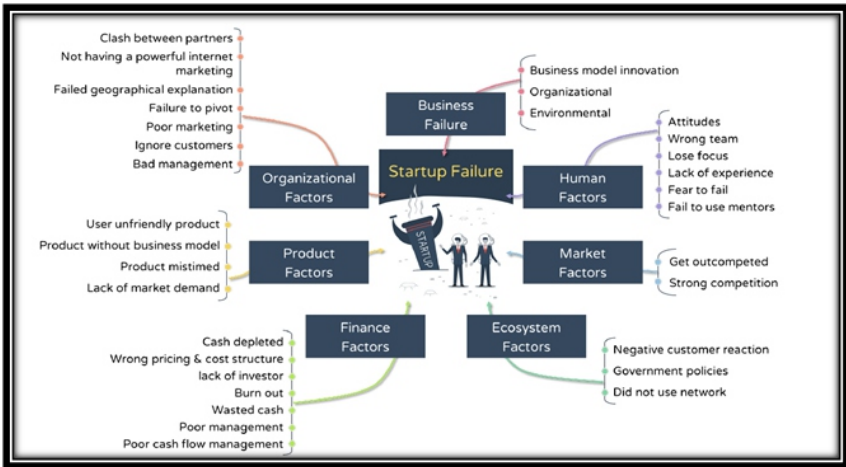 Clash between partners
Not having a powerful internet
marketing
Failed geographical explanation
Failure to pivot
Poor marketing
Ignore customers
Bad management
Organizational
Factors
Business
Failure
Business model innovation
Organizational
Environmental
Startup Failure
Human
Factors
Attitudes
Wrong team
Lose focus
Lack of experience
Fear to fail
Fail to use mentors
User unfriendly product
Product without business model
Product mistimed
Lack of market demand
Product
Factors
STARTUP
Market
Factors
Get outcompeted
Strong competition
Finance
Factors
Cash depleted
Wrong pricing & cost structure
lack of investor
Burn out
Wasted cash
Poor management
Poor cash flow management
Ecosystem
Factors
Negative customer reaction
Government policies
Did not use network